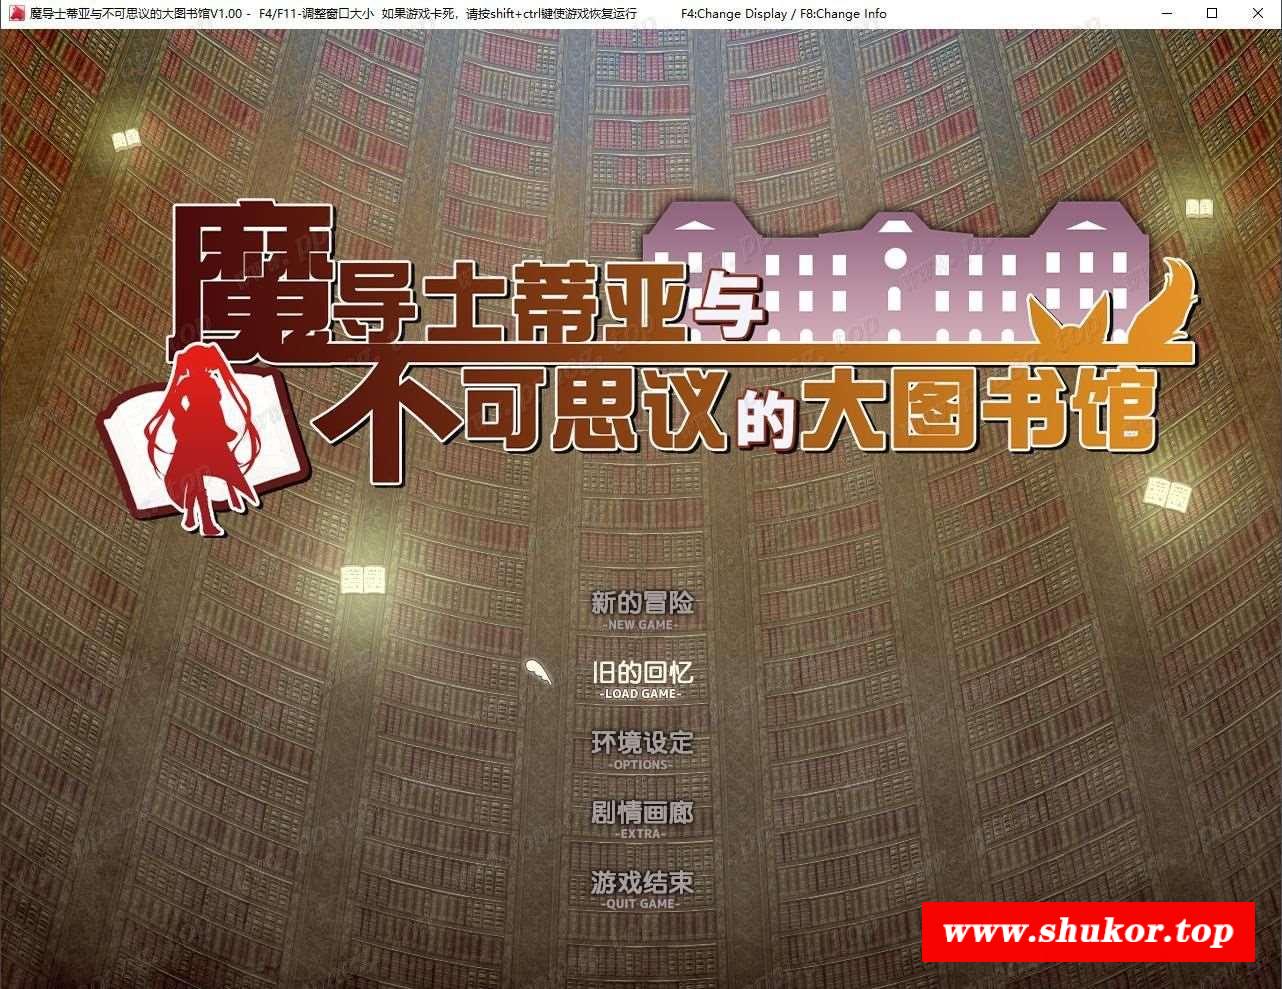 魔导士蒂亚与不可思议的大图书馆V1.00 - F4/F11-调整窗口大小 如果游戏卡死，请按shift+ctrl键使游戏恢复运行 F4:Change Display / F8:Change Info
魔导士蒂亚与
不可思议的大图书馆
新的冒险
-NEW GAME-
旧的回忆
-LOAD GAME-
环境设定
-OPTIONS-
剧情画廊
-EXTRA-
游戏结束
-QUIT GAME-
www.shukor.top